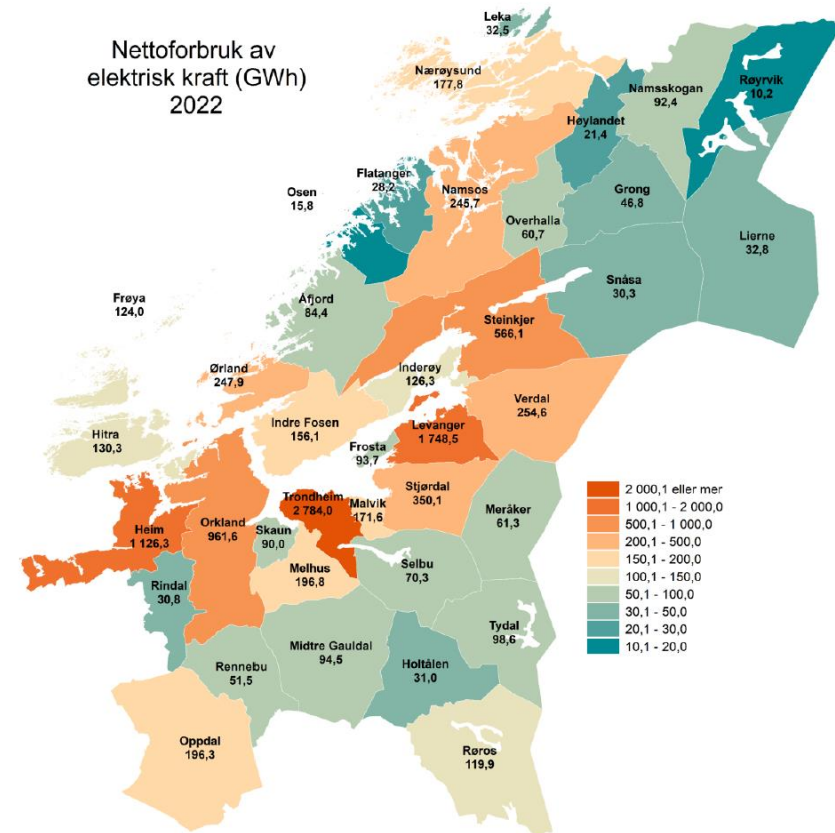 Nettoforbruk av
elektrisk kraft (GWh)
2022
Leka
32,5
Nærøysund
177,8
Namsskogan
92,4
Røyrvik
10,2
Høylandet
21,4
Flatanger
28,2
Osen
15,8
Namsos
245,7
Grong
46,8
Overhalla
60,7
Lierne
32,8
Snåsa
30,3
Frøya
124,0
Åfjord
84,4
Steinkjer
566,1
Ørland
247,9
Inderøy
126,3
Verdal
254,6
Indre Fosen
156,1
Levanger
1 748,5
Hitra
130,3
Frosta
93,7
Stjørdal
350,1
Trondheim
2 784,0
Malvik
171,6
Meråker
61,3
Heim
1 126,3
Orkland
961,6
Skaun
90,0
Melhus
196,8
Selbu
70,3
Rindal
30,8
Tydal
98,6
Midtre Gauldal
94,5
Rennebu
51,5
Holtålen
31,0
Oppdal
196,3
Røros
119,9
2 000,1 eller mer
1 000,1 - 2 000,0
500,1 - 1 000,0
200,1 - 500,0
150,1 - 200,0
100,1 - 150,0
50,1 - 100,0
30,1 - 50,0
20,1 - 30,0
10,1 - 20,0